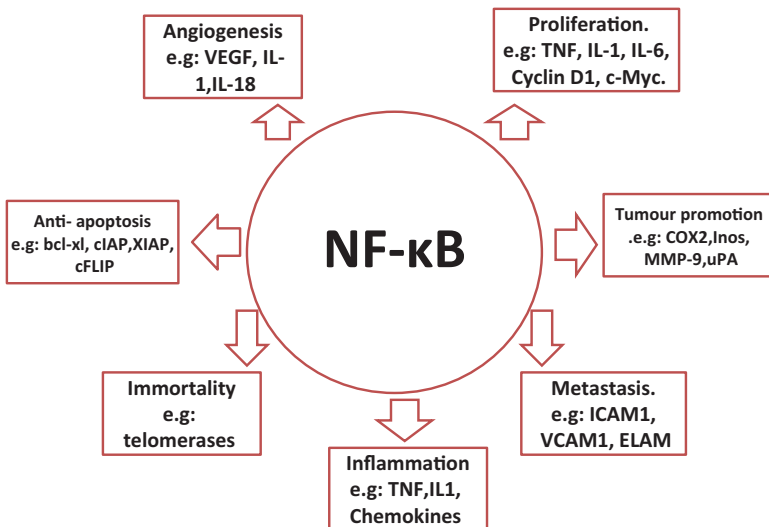 Angiogenesis
e.g: VEGF, IL-
1,IL-18
Proliferation.
e.g: TNF, IL-1, IL-6,
Cyclin D1, c-Myc.
Anti- apoptosis
e.g: bcl-xl, cIAP,XIAP,
cFLIP
NF-κB
Tumour promotion
.e.g: COX2,Inos,
MMP-9,uPA
Immortality
e.g:
telomerases
Metastasis.
e.g: ICAM1,
VCAM1, ELAM
Inflammation
e.g: TNF,IL1,
Chemokines